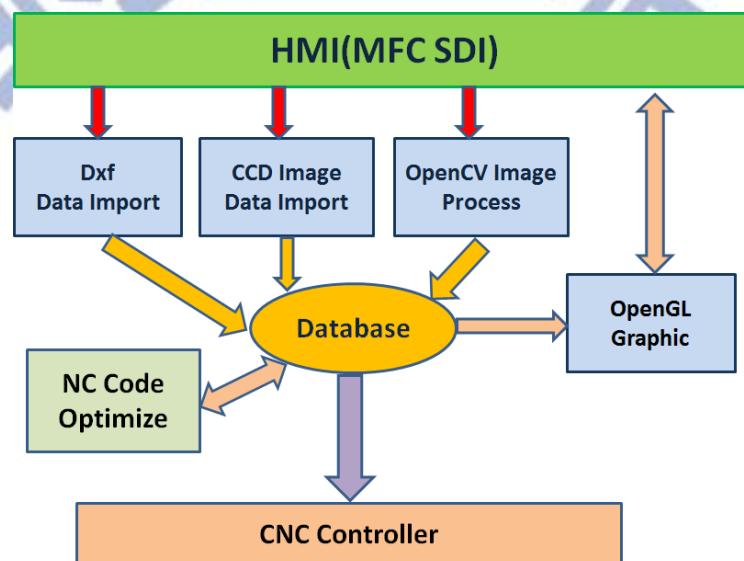 HMI(MFC SDI)
Dxf
Data Import
CCD Image
Data Import
OpenCV Image
Process
Database
OpenGL
Graphic
NC Code
Optimize
CNC Controller